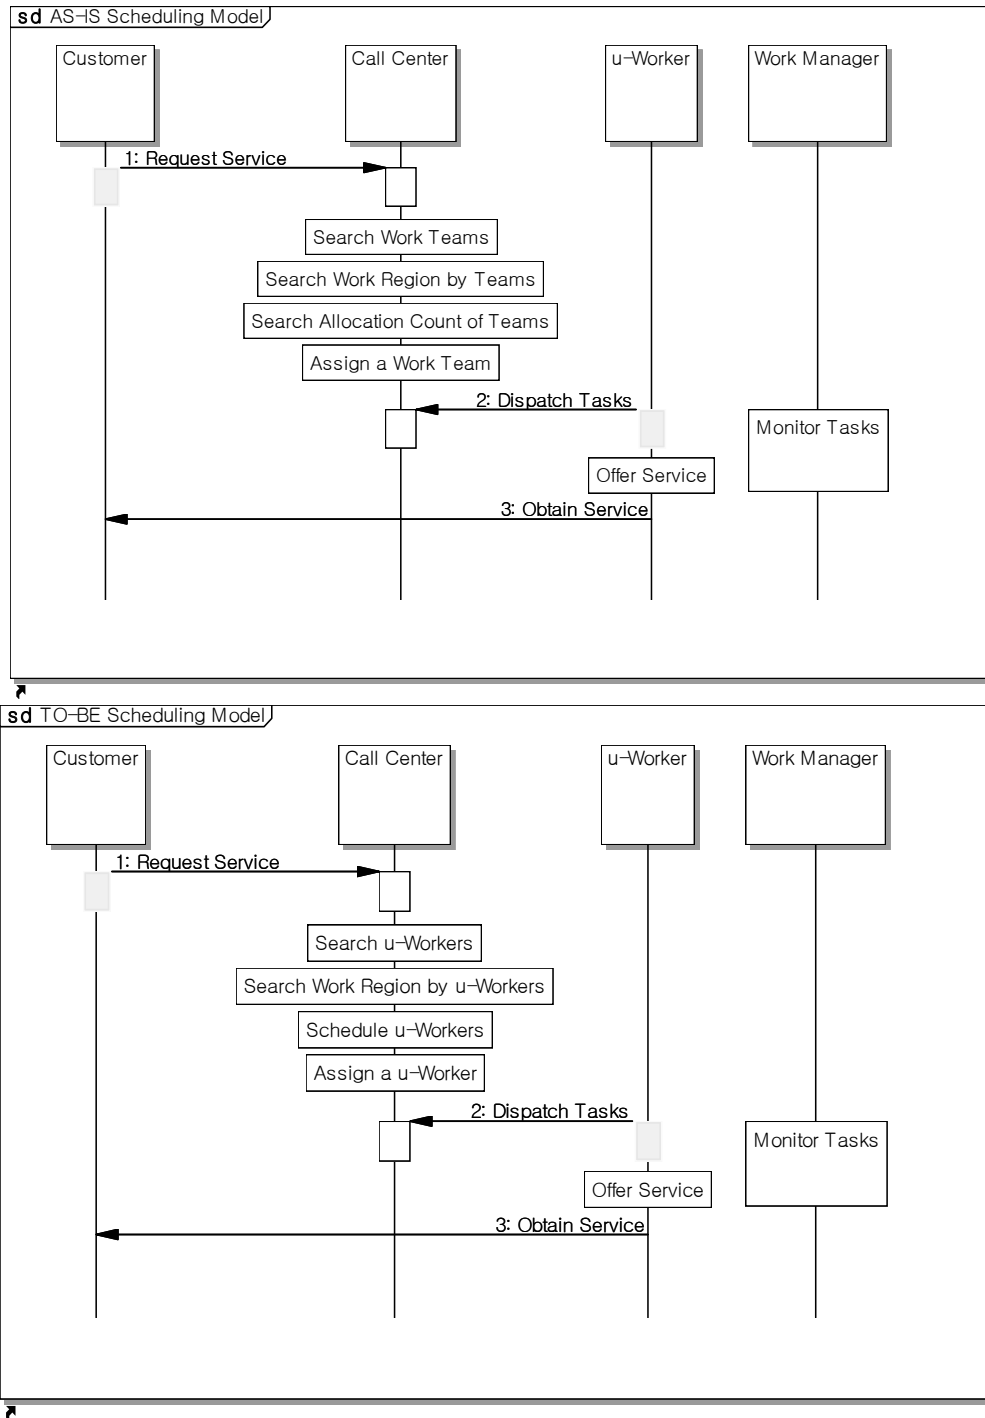 sd AS-IS Scheduling Model
Customer
Call Center
u-Worker
Work Manager
1: Request Service
Search Work Teams
Search Work Region by Teams
Search Allocation Count of Teams
Assign a Work Team
2: Dispatch Tasks
Monitor Tasks
Offer Service
3: Obtain Service
sd TO-BE Scheduling Model
Customer
Call Center
u-Worker
Work Manager
1: Request Service
Search u-Workers
Search Work Region by u-Workers
Schedule u-Workers
Assign a u-Worker
2: Dispatch Tasks
Monitor Tasks
Offer Service
3: Obtain Service